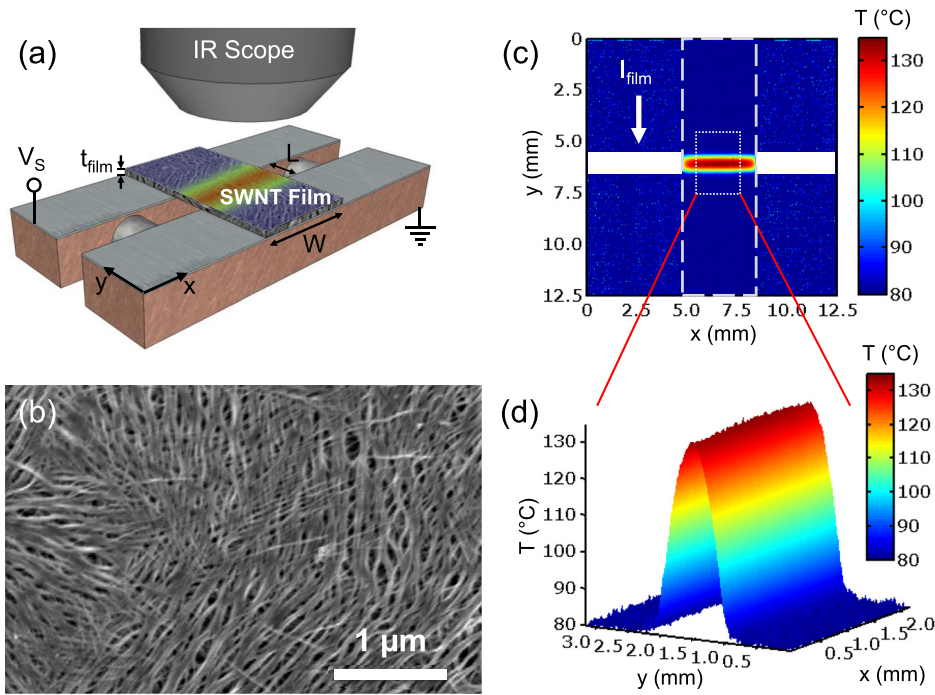 (a)
IR Scope
V_S
t_film
L
SWNT Film
W
y
x
(b)
1 µm
(c)
T (°C)
I_film
0
2.5
5.0
7.5
10.0
12.5
y (mm)
0
2.5
5.0
7.5
10.0
12.5
x (mm)
130
120
110
100
90
80
(d)
T (°C)
130
120
110
100
90
80
T (°C)
130
120
110
100
90
80
3.0
2.5
2.0
1.5
1.0
0.5
y (mm)
0.5
1.0
1.5
2.0
x (mm)